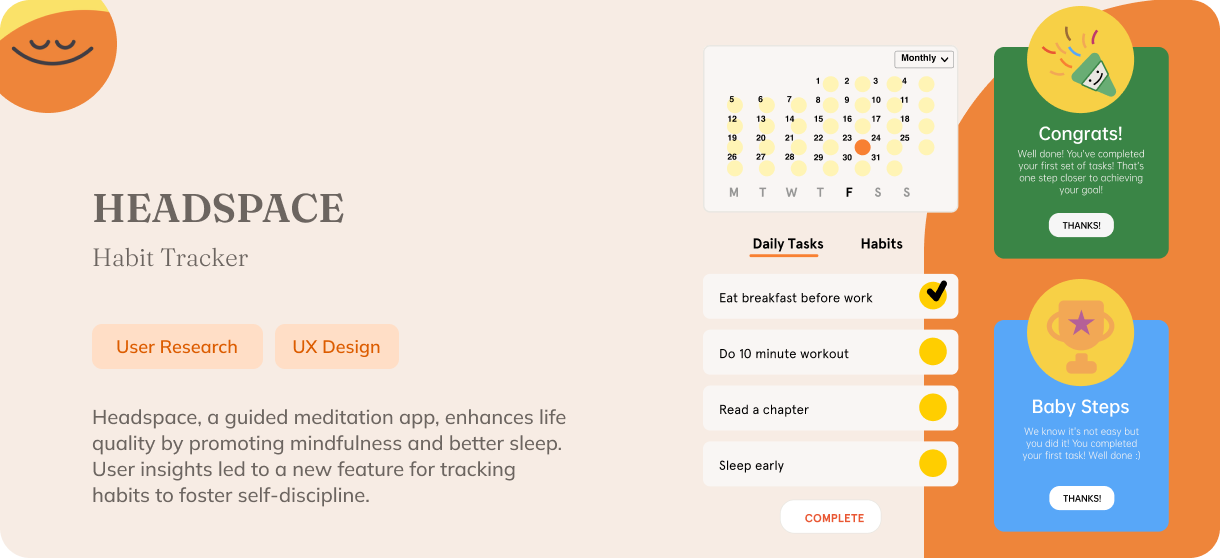 HEADSPACE
Habit Tracker
User Research
UX Design
Headspace, a guided meditation app, enhances life
quality by promoting mindfulness and better sleep.
User insights led to a new feature for tracking
habits to foster self-discipline.
Monthly
1 2 3 4
5 6 7 8 9 10 11
12 13 14 15 16 17 18
19 20 21 22 23 24 25
26 27 28 29 30 31
M T W T F S S
Daily Tasks Habits
Eat breakfast before work
Do 10 minute workout
Read a chapter
Sleep early
COMPLETE
Congrats!
Well done! You've completed
your first set of tasks! That's
one step closer to achieving
your goal!
THANKS!
Baby Steps
We know it's not easy but
you did it! You completed
your first task! Well done :)
THANKS!